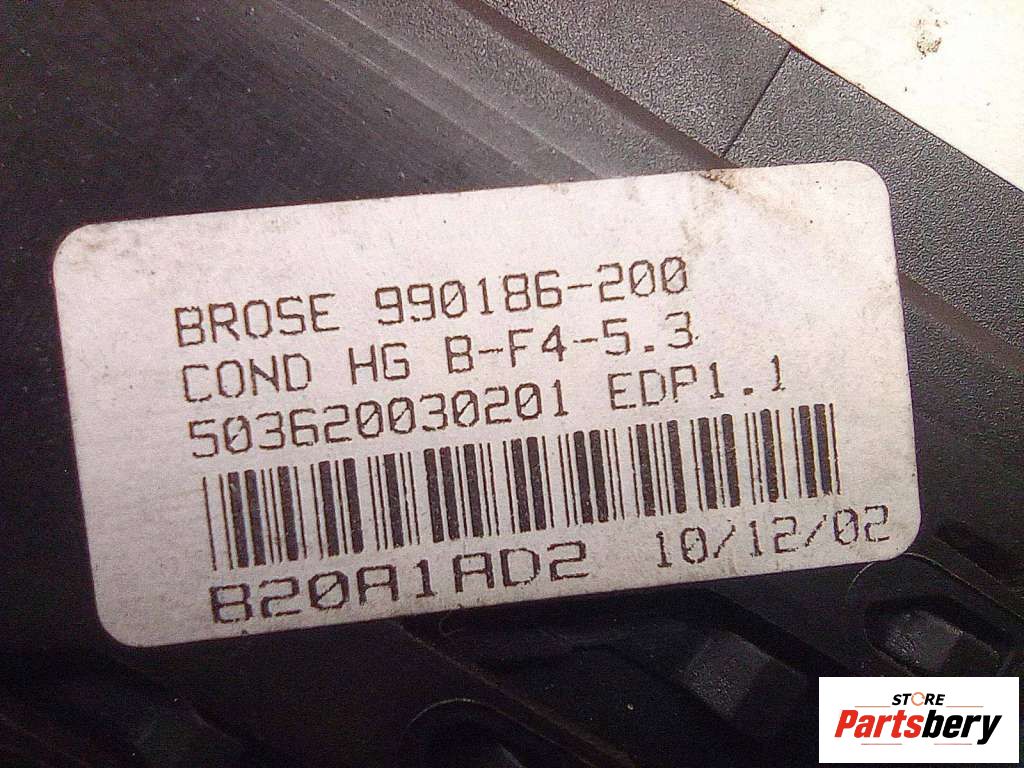 BROSE 990186-200
COND HG B-F4-5.3
503620030201 EDP1.1
B20A1AD2 10/12/02
STORE
Partsbery